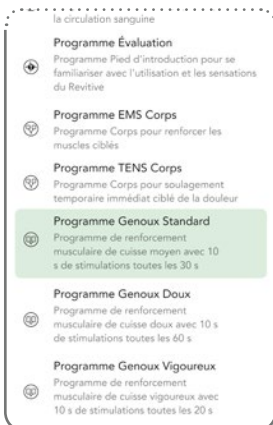 la circulation sanguine
Programme Évaluation
Programme Pied d'introduction pour se
familiariser avec l'utilisation et les sensations
du Revitive
Programme EMS Corps
Programme Corps pour renforcer les
muscles ciblés
Programme TENS Corps
Programme Corps pour soulagement
temporaire immédiat ciblé de la douleur
Programme Genoux Standard
Programme de renforcement
musculaire de cuisse moyen avec 10
s de stimulations toutes les 30 s
Programme Genoux Doux
Programme de renforcement
musculaire de cuisse doux avec 10 s
de stimulations toutes les 60 s
Programme Genoux Vigoureux
Programme de renforcement
musculaire de cuisse vigoureux avec
10 s de stimulations toutes les 20 s